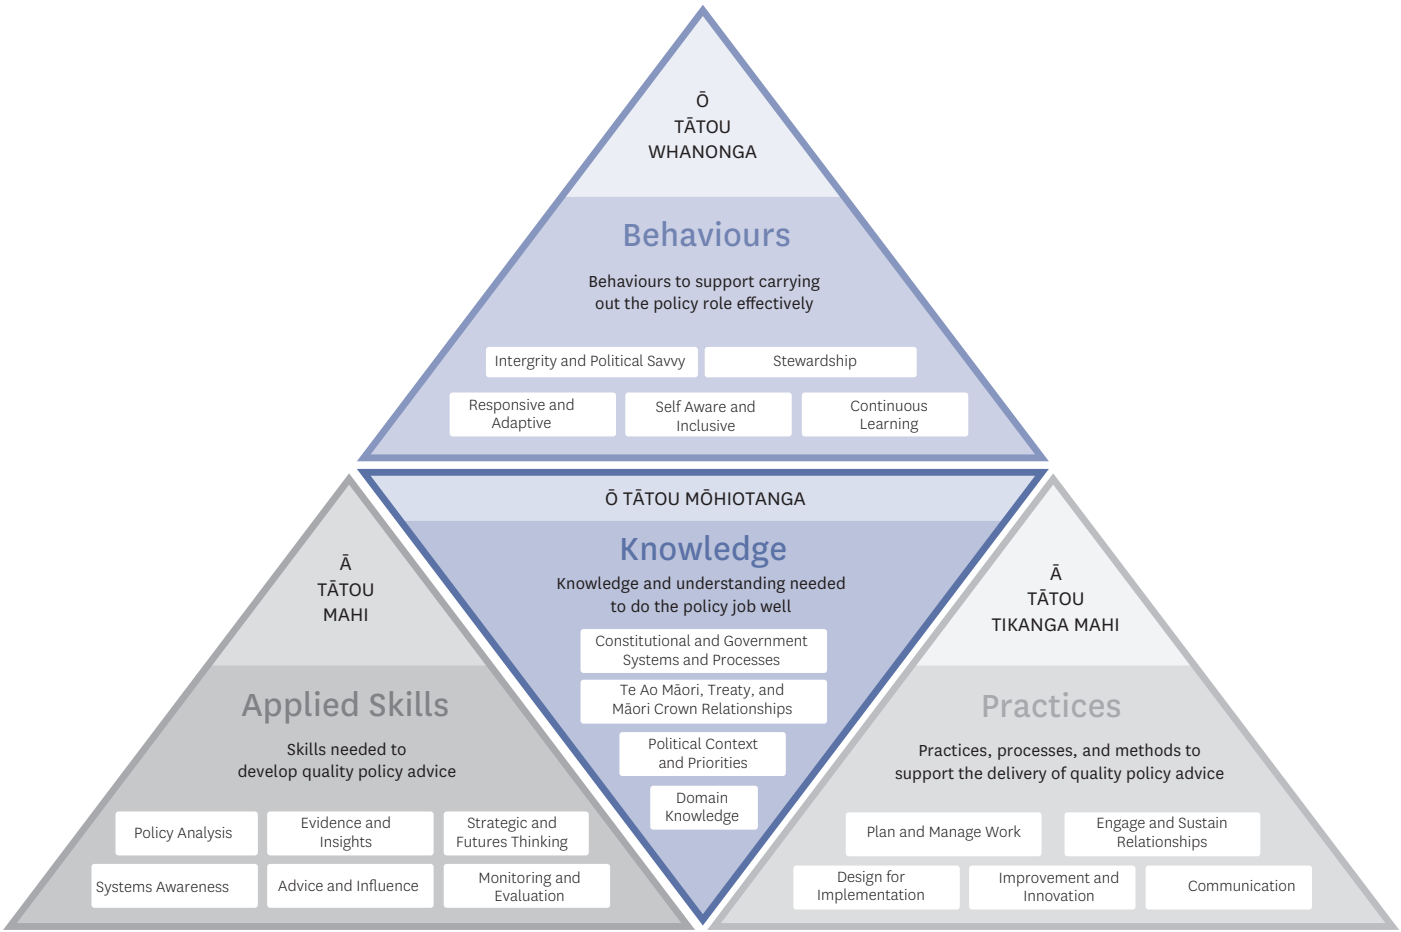 Ō
TĀTOU
WHANONGA
Behaviours
Behaviours to support carrying
out the policy role effectively
Intergrity and Political Savvy
Stewardship
Responsive and
Adaptive
Self Aware and
Inclusive
Continuous
Learning
Ō TĀTOU MŌHIOTANGA
Knowledge
Knowledge and understanding needed
to do the policy job well
Constitutional and Government
Systems and Processes
Te Ao Māori, Treaty, and
Māori Crown Relationships
Political Context
and Priorities
Domain
Knowledge
Ā
TĀTOU
MAHI
Applied Skills
Skills needed to
develop quality policy advice
Policy Analysis
Evidence and
Insights
Strategic and
Futures Thinking
Systems Awareness
Advice and Influence
Monitoring and
Evaluation
Ā
TĀTOU
TIKANGA MAHI
Practices
Practices, processes, and methods to
support the delivery of quality policy advice
Plan and Manage Work
Engage and Sustain
Relationships
Design for
Implementation
Improvement and
Innovation
Communication